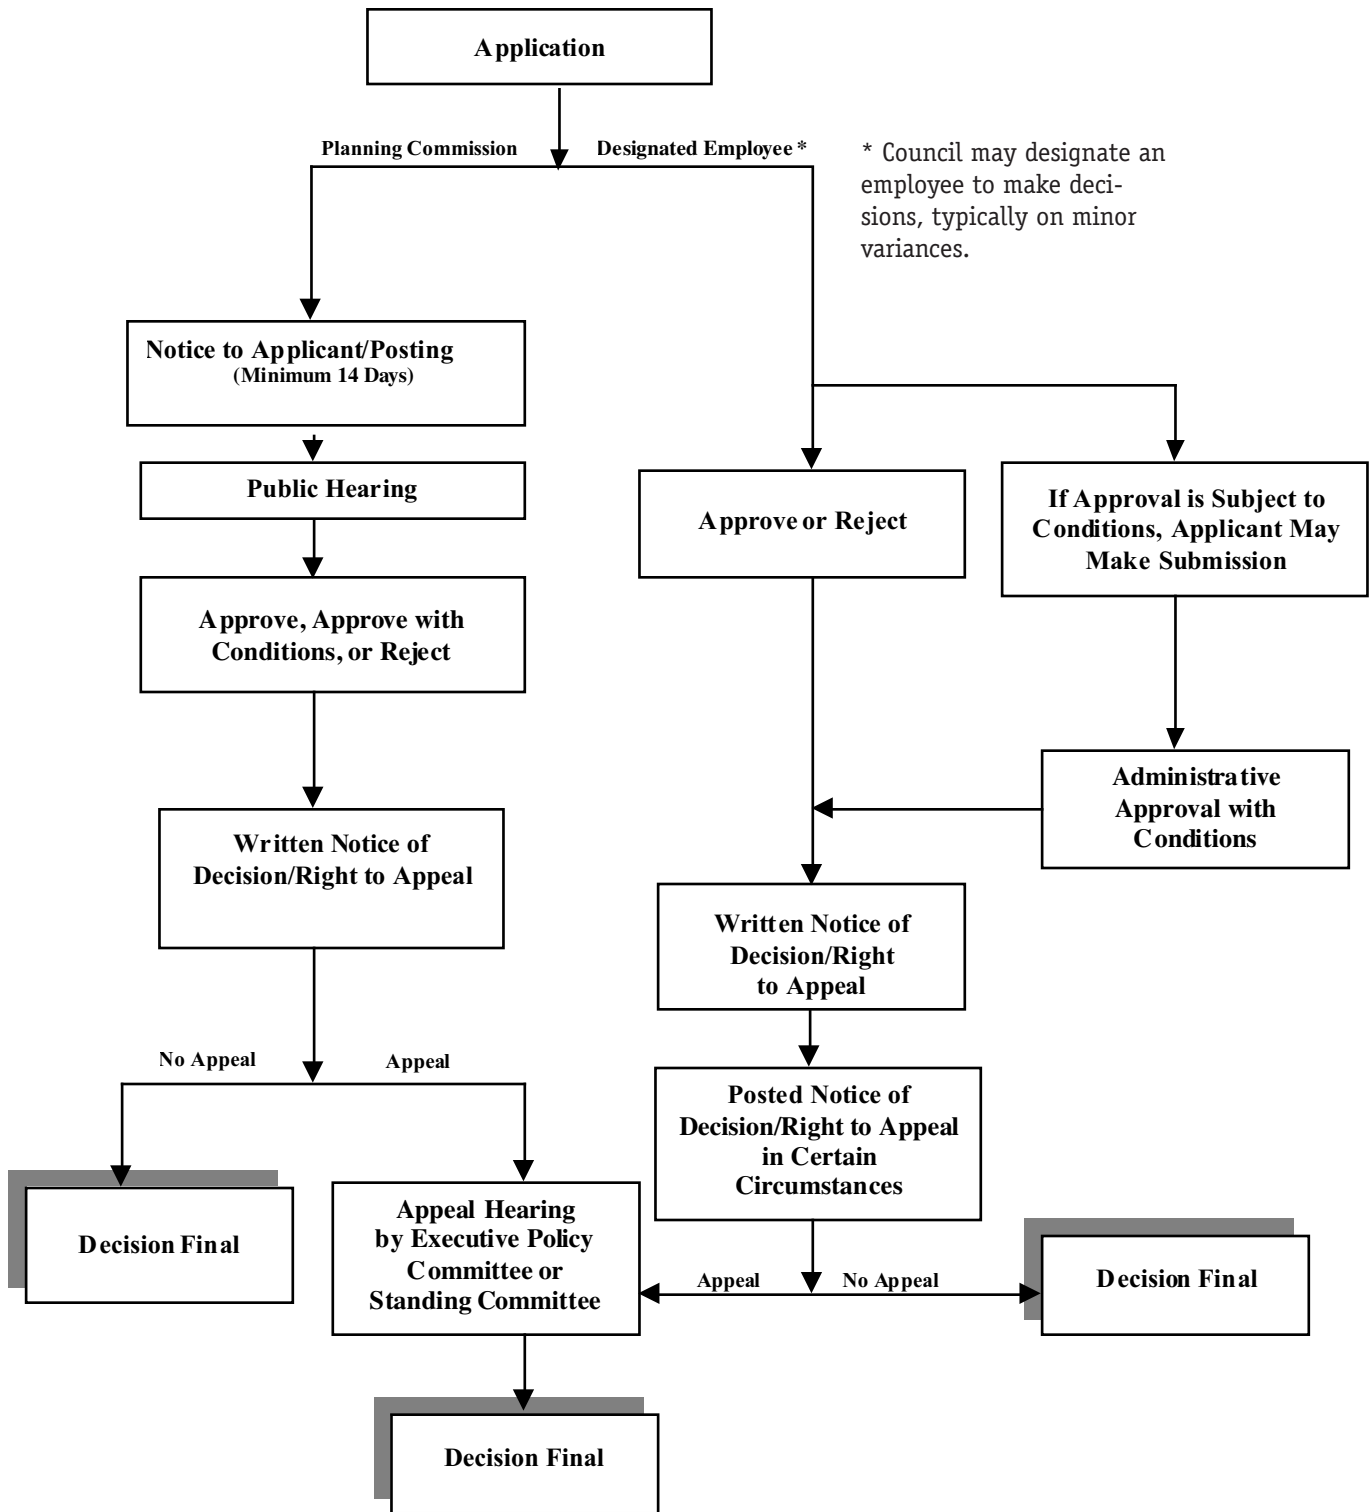 Application
Planning Commission
Designated Employee *
* Council may designate an
employee to make deci-
sions, typically on minor
variances.
Notice to Applicant/Posting
(Minimum 14 Days)
Public Hearing
Approve, Approve with
Conditions, or Reject
Written Notice of
Decision/Right to Appeal
No Appeal
Appeal
Decision Final
Appeal Hearing
by Executive Policy
Committee or
Standing Committee
Decision Final
Approve or Reject
If Approval is Subject to
Conditions, Applicant May
Make Submission
Administrative
Approval with
Conditions
Written Notice of
Decision/Right
to Appeal
Posted Notice of
Decision/Right to Appeal
in Certain
Circumstances
Appeal
No Appeal
Decision Final